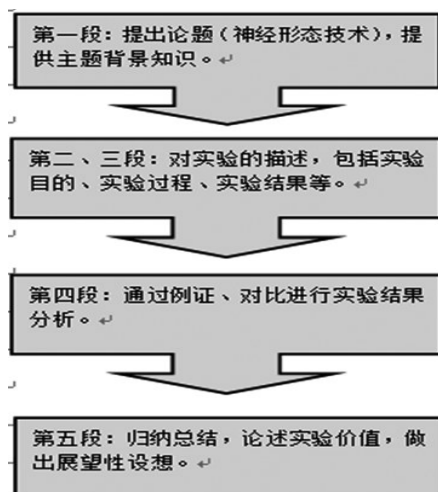 第一段：提出论题（神经形态技术），提
供主题背景知识。↵
第二、三段：对实验的描述，包括实验
目的、实验过程、实验结果等。↵
第四段：通过例证、对比进行实验结果
分析。↵
第五段：归纳总结，论述实验价值，做
出展望性设想。↵